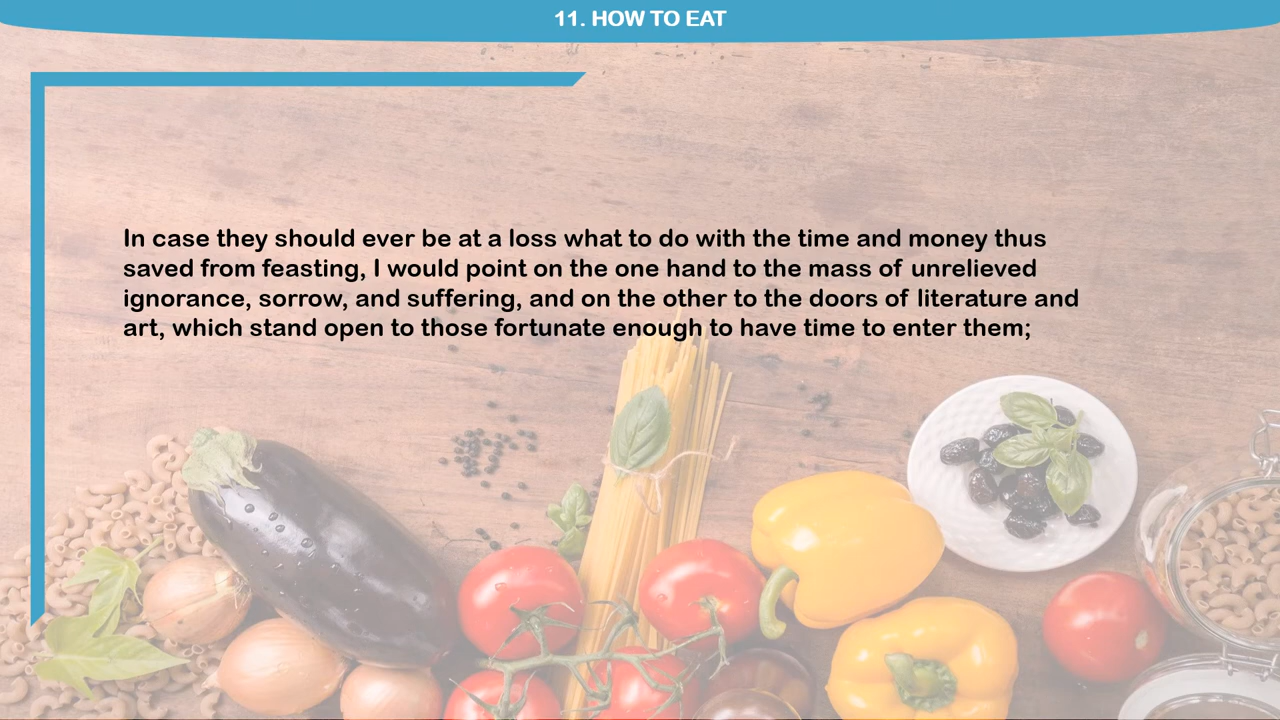 11. HOW TO EAT
In case they should ever be at a loss what to do with the time and money thus
saved from feasting, I would point on the one hand to the mass of unrelieved
ignorance, sorrow, and suffering, and on the other to the doors of literature and
art, which stand open to those fortunate enough to have time to enter them;